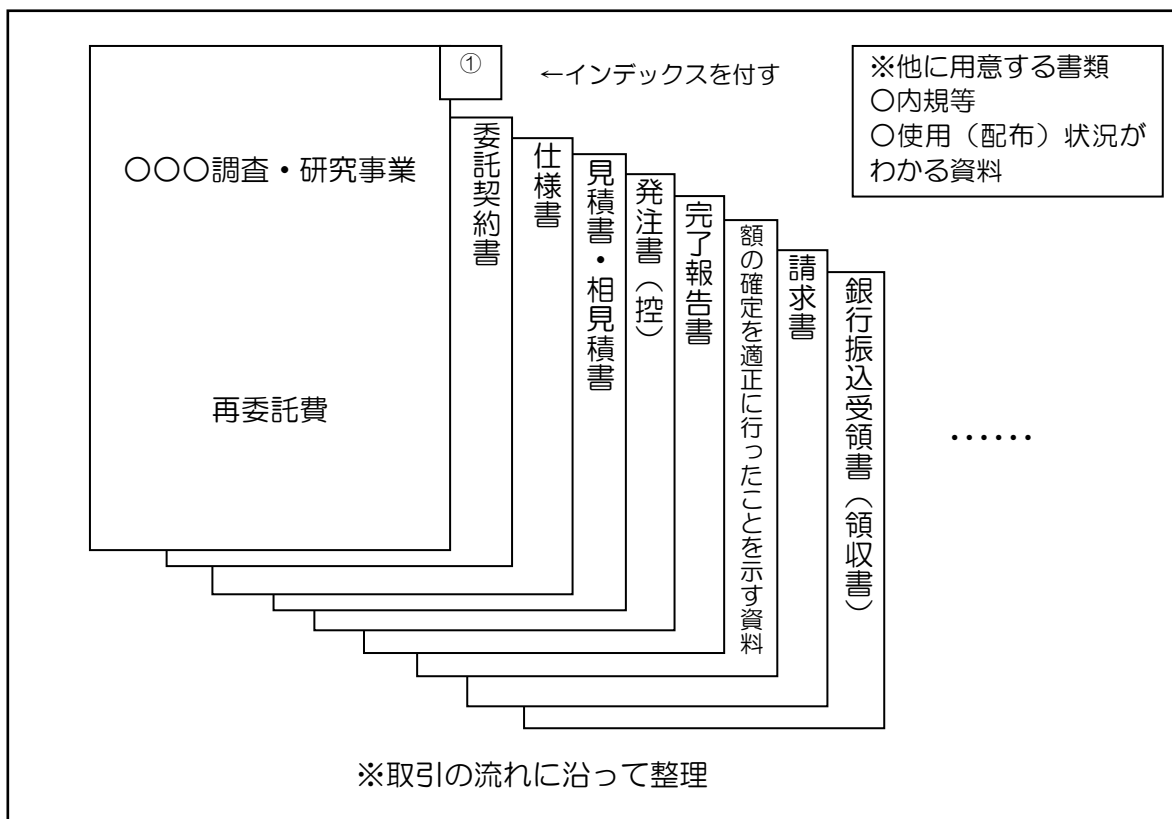 ①
←インデックスを付す
※他に用意する書類
〇内規等
〇使用(配布)状況が
わかる資料
〇〇〇調査・研究事業
再委託費
委託契約書
仕様書
見積書・相見積書
発注書(控)
完了報告書
額の確定を適正に行ったことを示す資料
請求書
銀行振込受領書(領収書)
……
※取引の流れに沿って整理